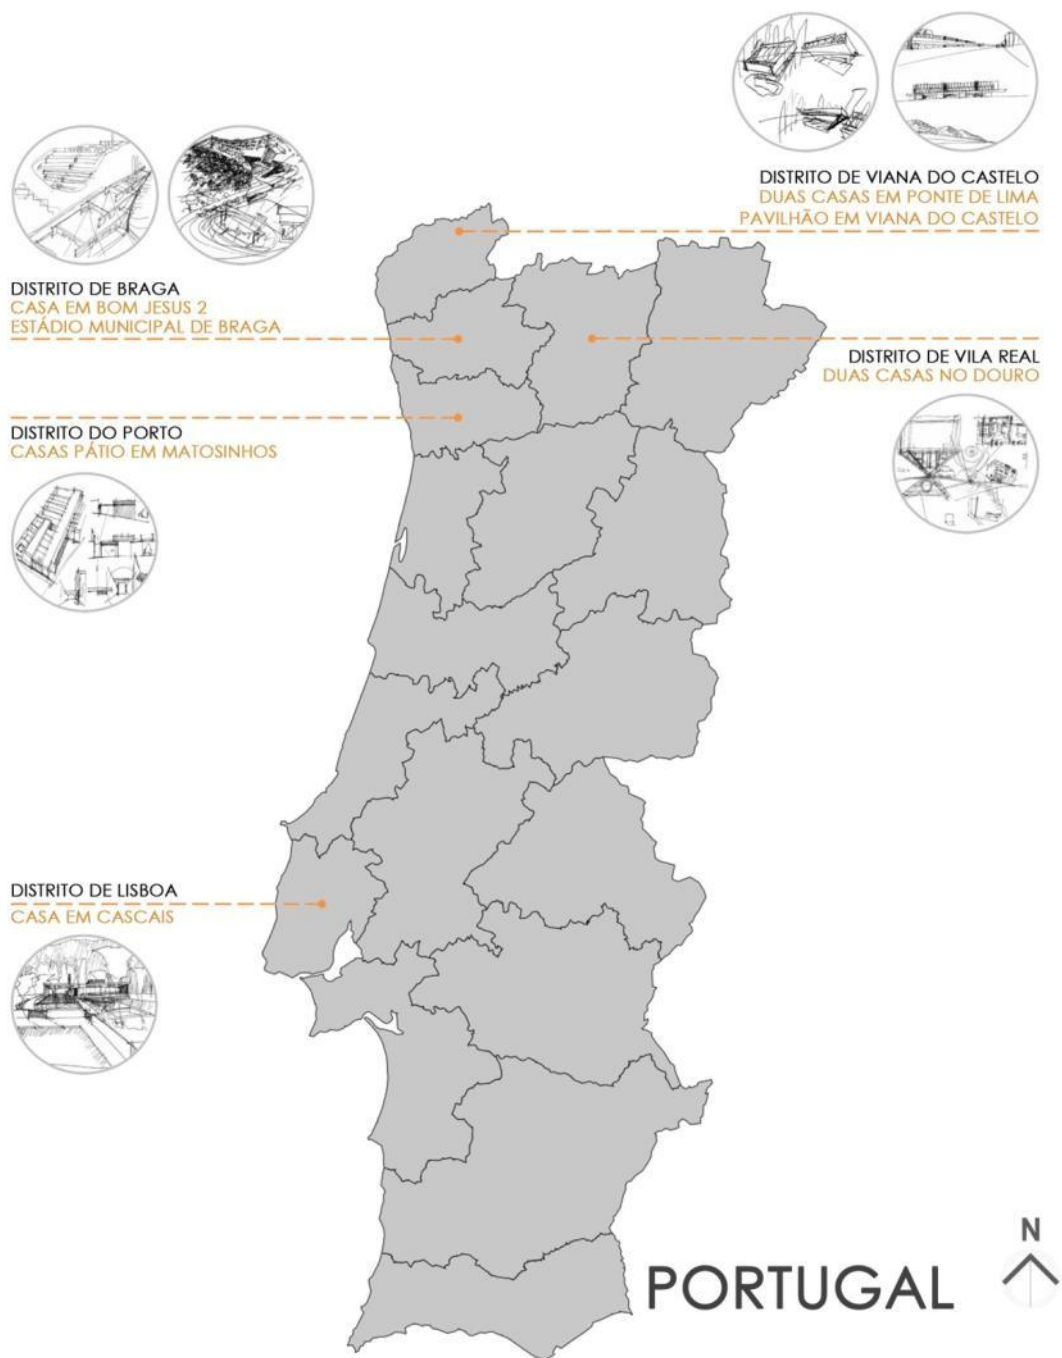 DISTRITO DE VIANA DO CASTELO
DUAS CASAS EM PONTE DE LIMA
PAVILHÃO EM VIANA DO CASTELO
DISTRITO DE BRAGA
CASA EM BOM JESUS 2
ESTÁDIO MUNICIPAL DE BRAGA
DISTRITO DE VILA REAL
DUAS CASAS NO DOURO
DISTRITO DO PORTO
CASAS PÁTIO EM MATOSINHOS
DISTRITO DE LISBOA
CASA EM CASCAIS
N
PORTUGAL